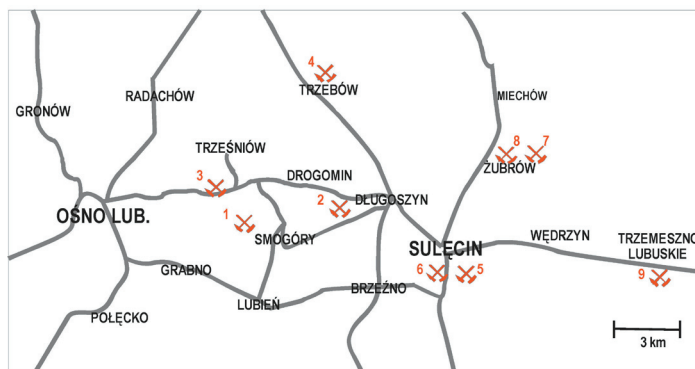 4
TRZEBÓW
RADACHÓW
MIECHÓW
GRONÓW
TRZEŚNIÓW
8
7
ŻUBRÓW
3
DROGOMIN
2
DŁUGOSZYN
OŚNO LUB.
1
SMOGÓRY
SULĘCIN
WĘDRZYN
TRZEMESZNO
LUBUSKIE
GRABNO
6
5
9
BRZEŹNO
LUBIEŃ
POŁĘCKO
3 km